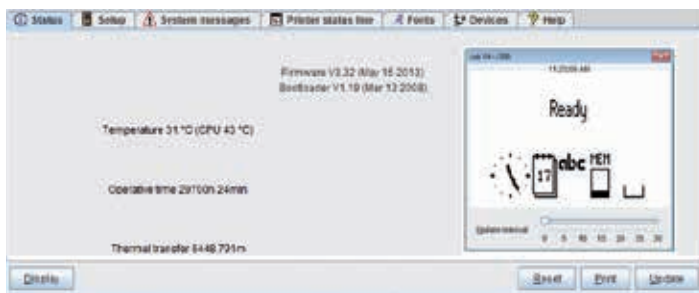 Status Setup System messages Printer status line Fonts Devices Help
Firmware V3.32 (May 15 2013)
Bootloader V1.19 (Mar 13 2008)
Ready
Temperature 31 °C (CPU 43 °C)
17 abc MEM
Operative time 29700h 24min
Update interval
0 5 10 15 20 25 30
Thermal transfer
Display Reset Print Update